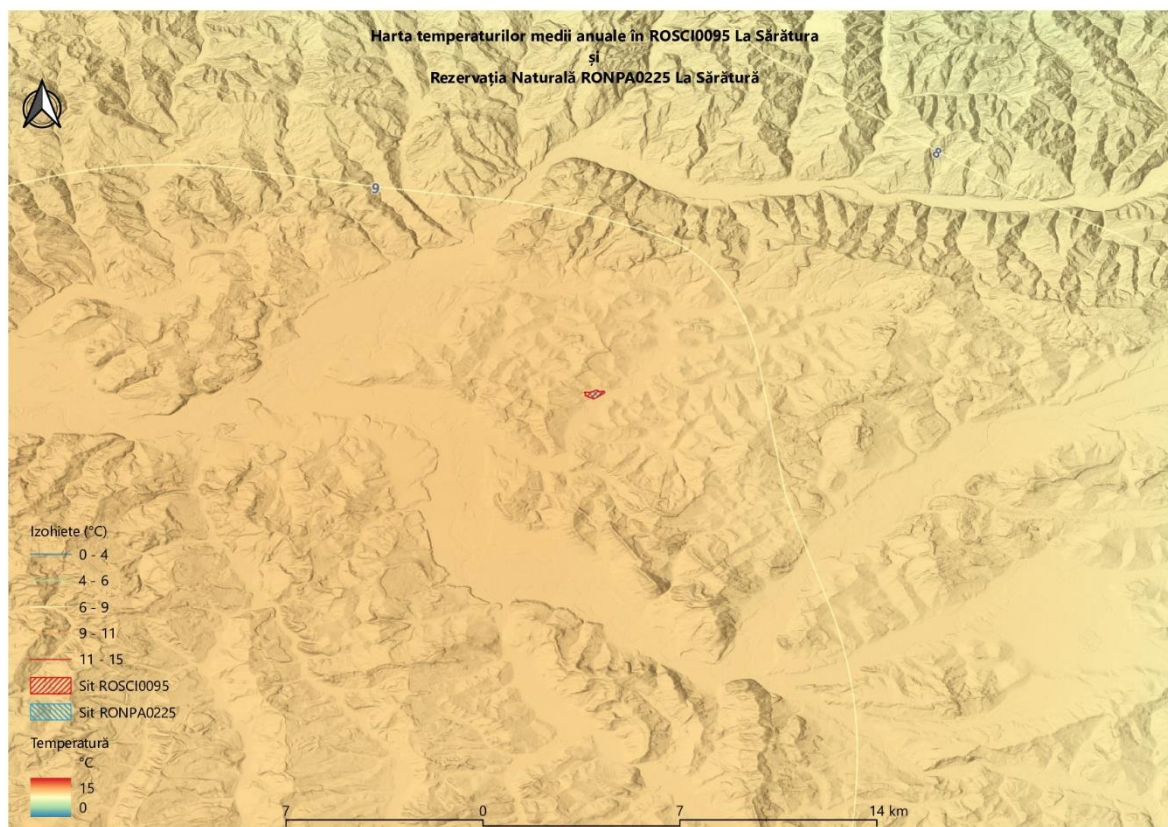 Harta temperaturilor medii anuale în ROSCI0095 La Sărătura
și
Rezervația Naturală RONPA0225 La Sărătură
8
9
Izohiete (°C)
0 - 4
4 - 6
6 - 9
9 - 11
11 - 15
Sit ROSCI0095
Sit RONPA0225
Temperatură
°C
15
0
7 0 7 14 km